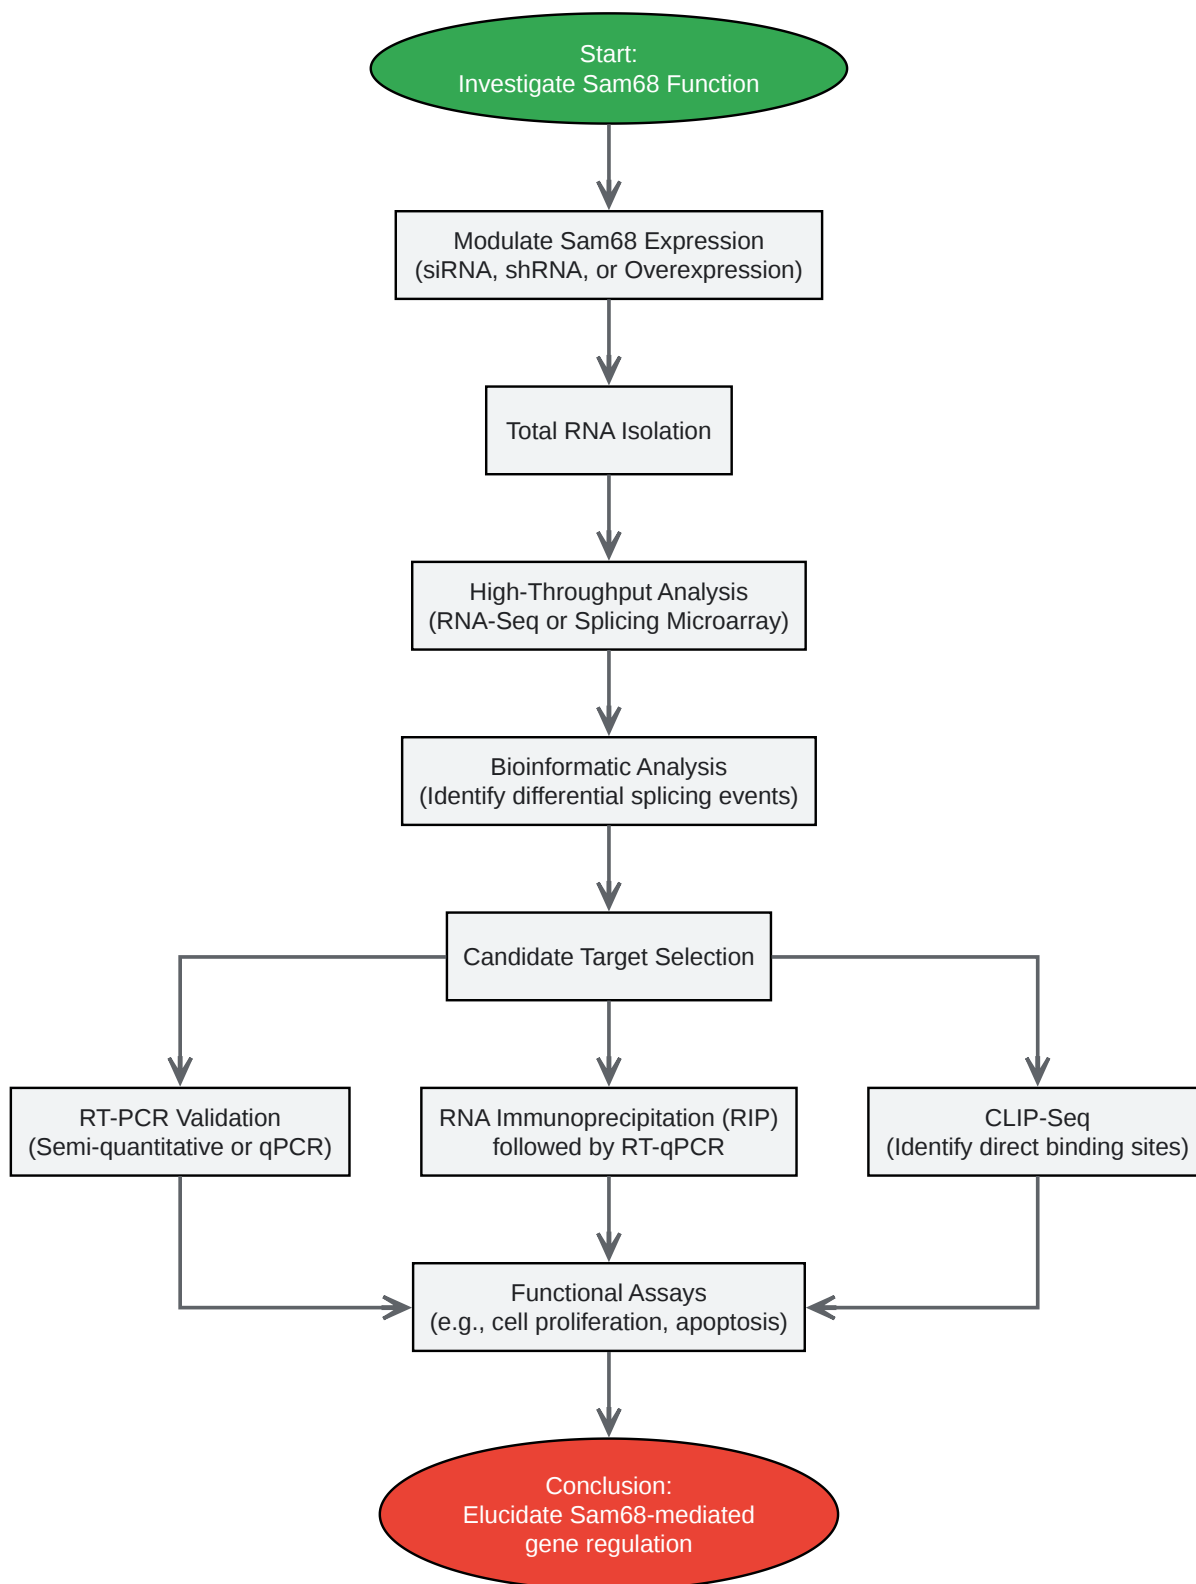 Start:
Investigate Sam68 Function
Modulate Sam68 Expression
(siRNA, shRNA, or Overexpression)
Total RNA Isolation
High-Throughput Analysis
(RNA-Seq or Splicing Microarray)
Bioinformatic Analysis
(Identify differential splicing events)
Candidate Target Selection
RT-PCR Validation
(Semi-quantitative or qPCR)
RNA Immunoprecipitation (RIP)
followed by RT-qPCR
CLIP-Seq
(Identify direct binding sites)
Functional Assays
(e.g., cell proliferation, apoptosis)
Conclusion:
Elucidate Sam68-mediated
gene regulation